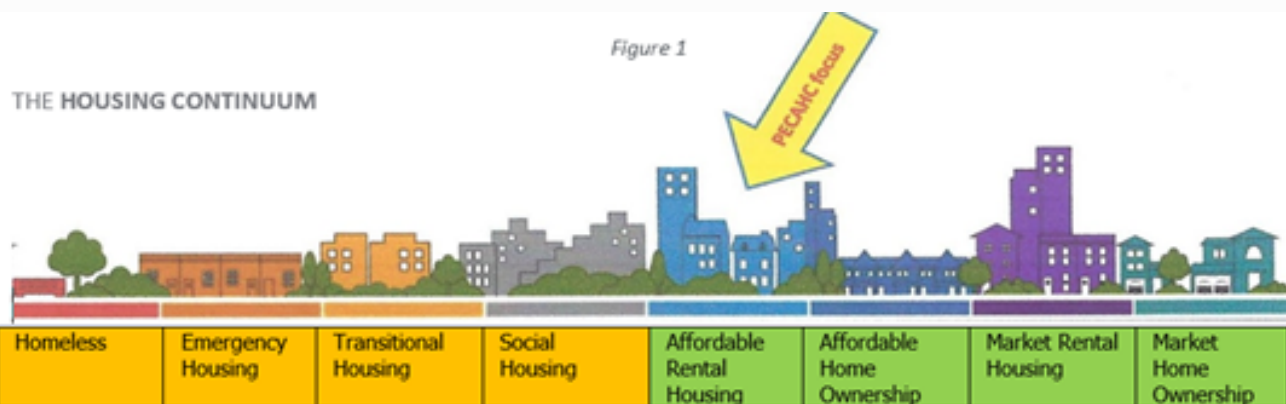 Figure 1
PECAHC focus
THE HOUSING CONTINUUM
Homeless
Emergency
Housing
Transitional
Housing
Social
Housing
Affordable
Rental
Housing
Affordable
Home
Ownership
Market Rental
Housing
Market
Home
Ownership